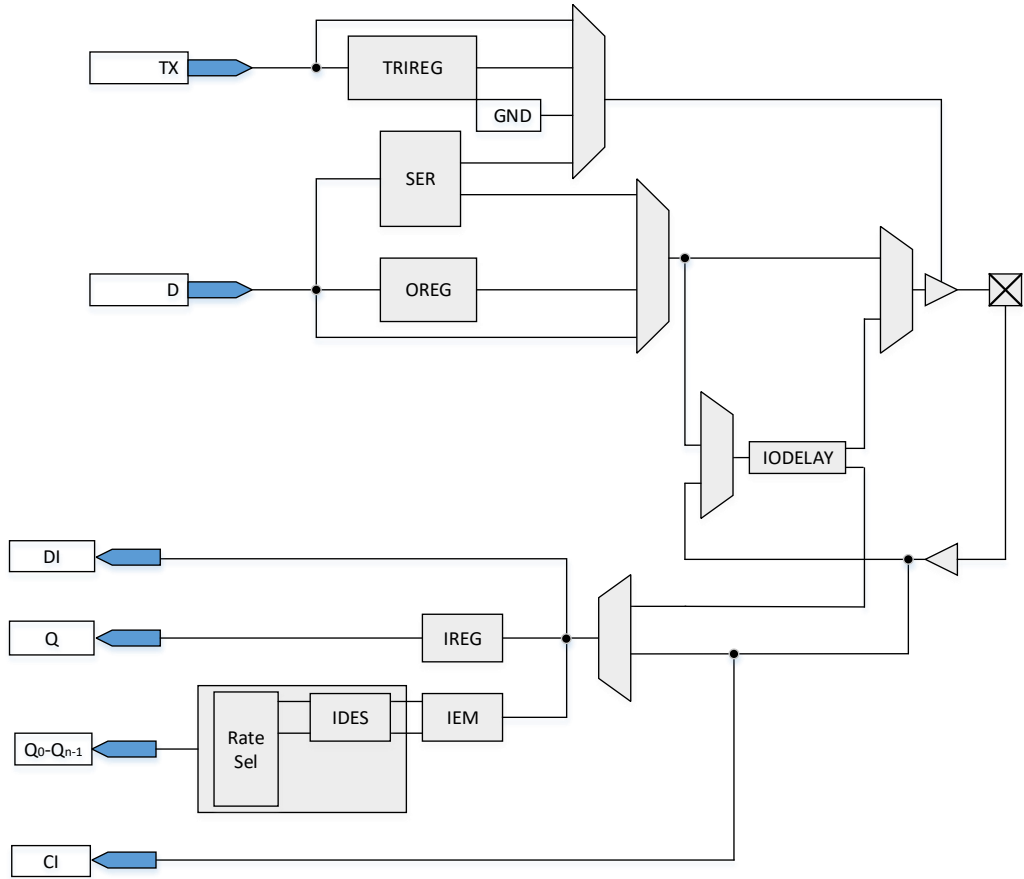 TX
TRIREG
GND
SER
D
OREG
IODELAY
DI
Q
IREG
Q0-Qn-1
Rate
Sel
IDES
IEM
CI